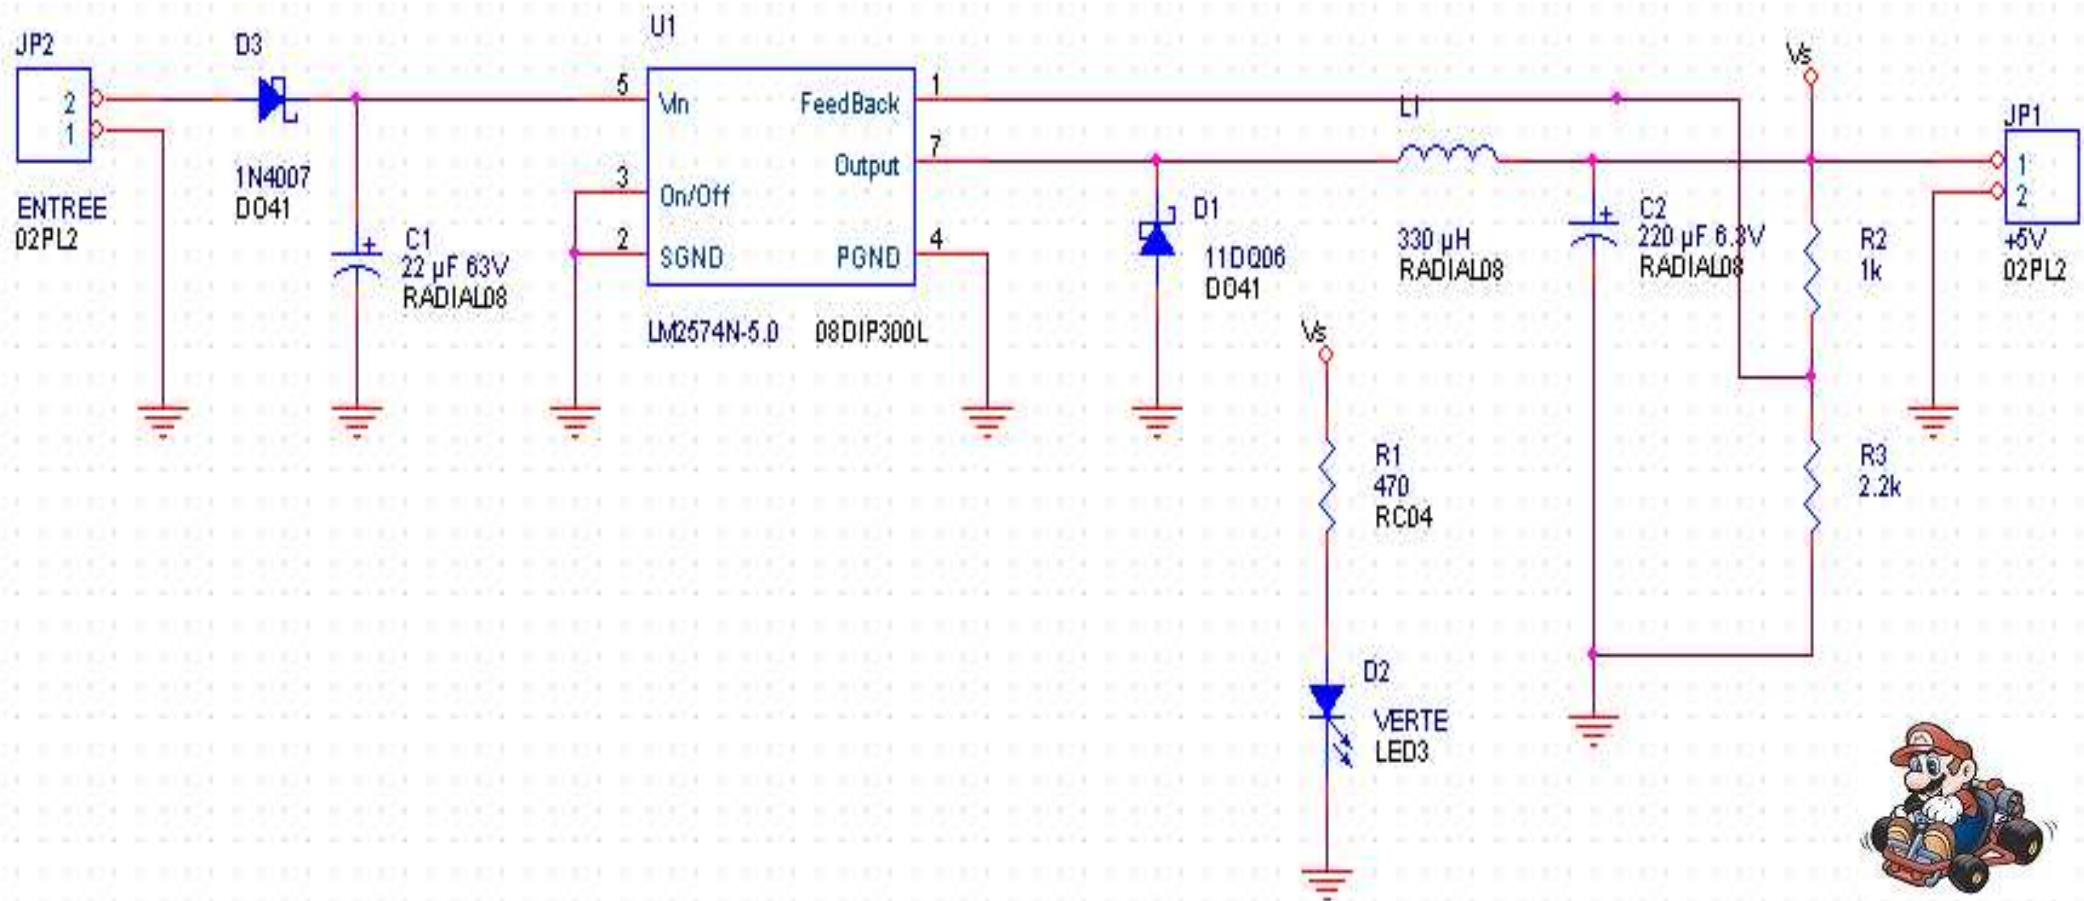 JP2
2
1
ENTREE
02PL2
D3
1N4007
DO41
C1
22 µF 63V
RADIAL08
U1
5
Vin
3
On/Off
2
SGND
FeedBack
1
Output
7
PGND
4
LM2574N-5.0
08DIP300L
D1
11DQ06
DO41
L1
330 µH
RADIAL08
C2
220 µF 6.3V
RADIAL08
Vs
R2
1k
JP1
1
2
+5V
02PL2
Vs
R1
470
RC04
R3
2.2k
D2
VERTE
LED3